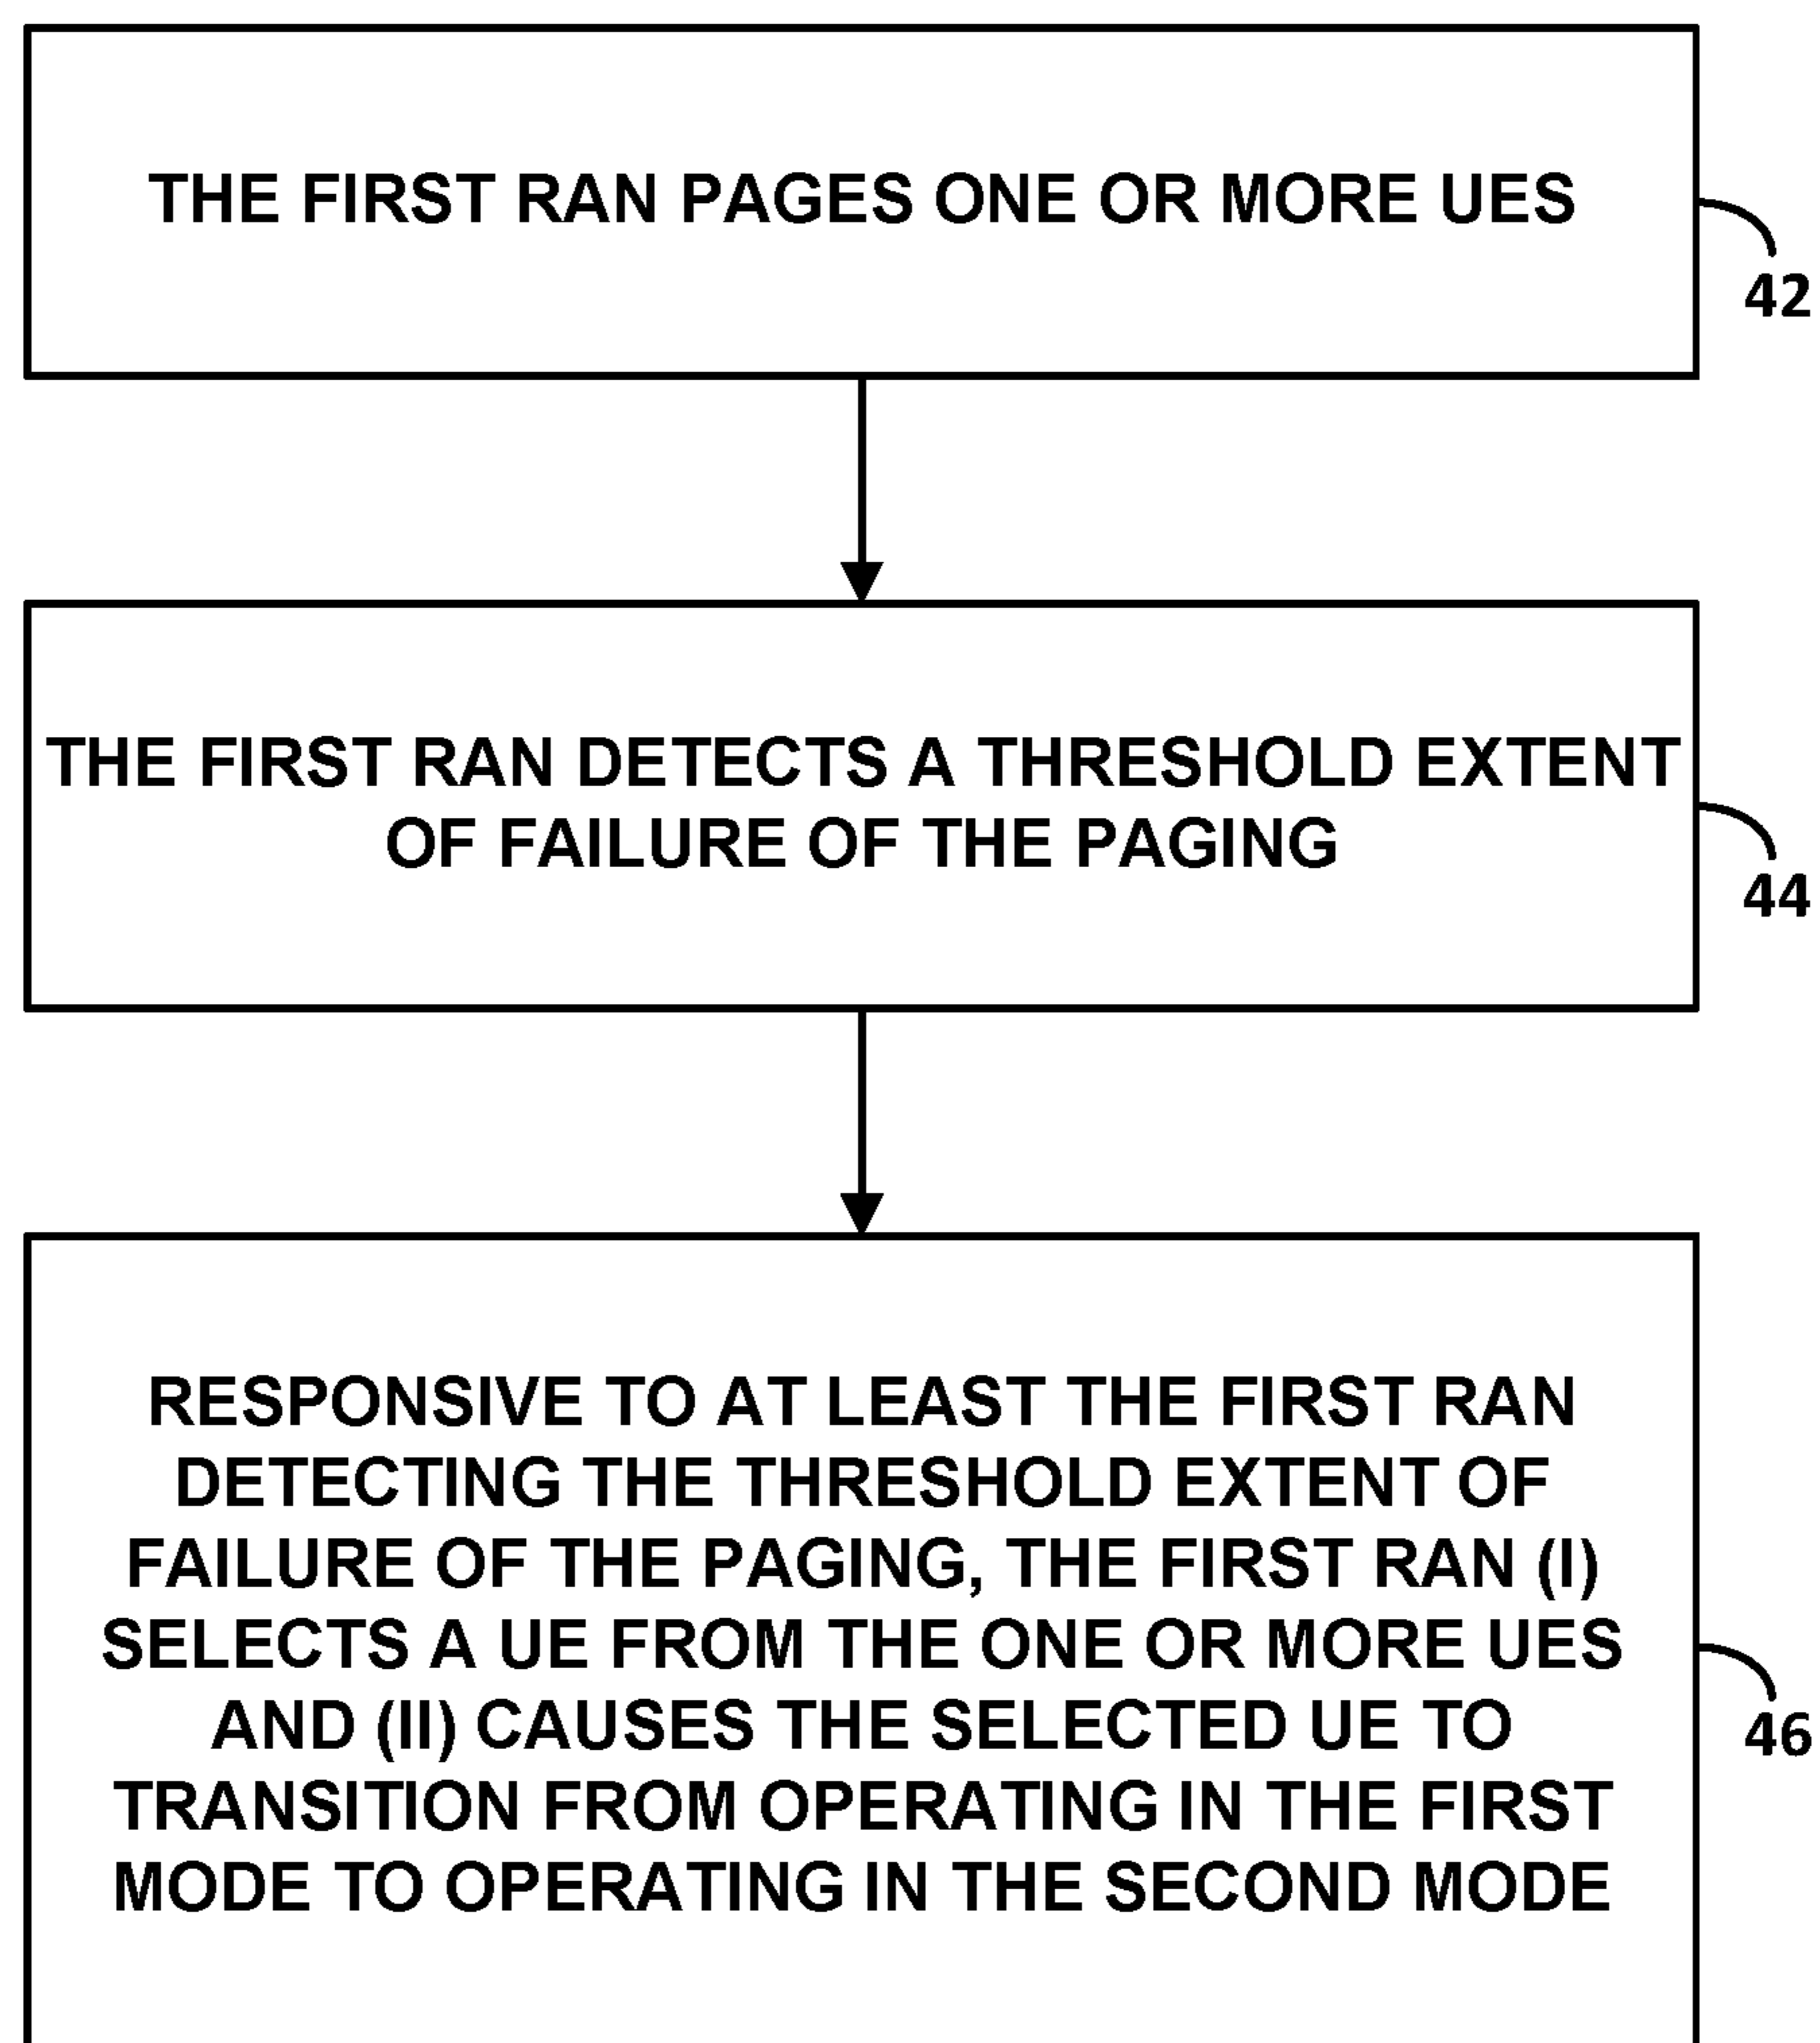 THE FIRST RAN PAGES ONE OR MORE UES
42
THE FIRST RAN DETECTS A THRESHOLD EXTENT
OF FAILURE OF THE PAGING
44
RESPONSIVE TO AT LEAST THE FIRST RAN
DETECTING THE THRESHOLD EXTENT OF
FAILURE OF THE PAGING, THE FIRST RAN (I)
SELECTS A UE FROM THE ONE OR MORE UES
AND (II) CAUSES THE SELECTED UE TO
TRANSITION FROM OPERATING IN THE FIRST
MODE TO OPERATING IN THE SECOND MODE
46